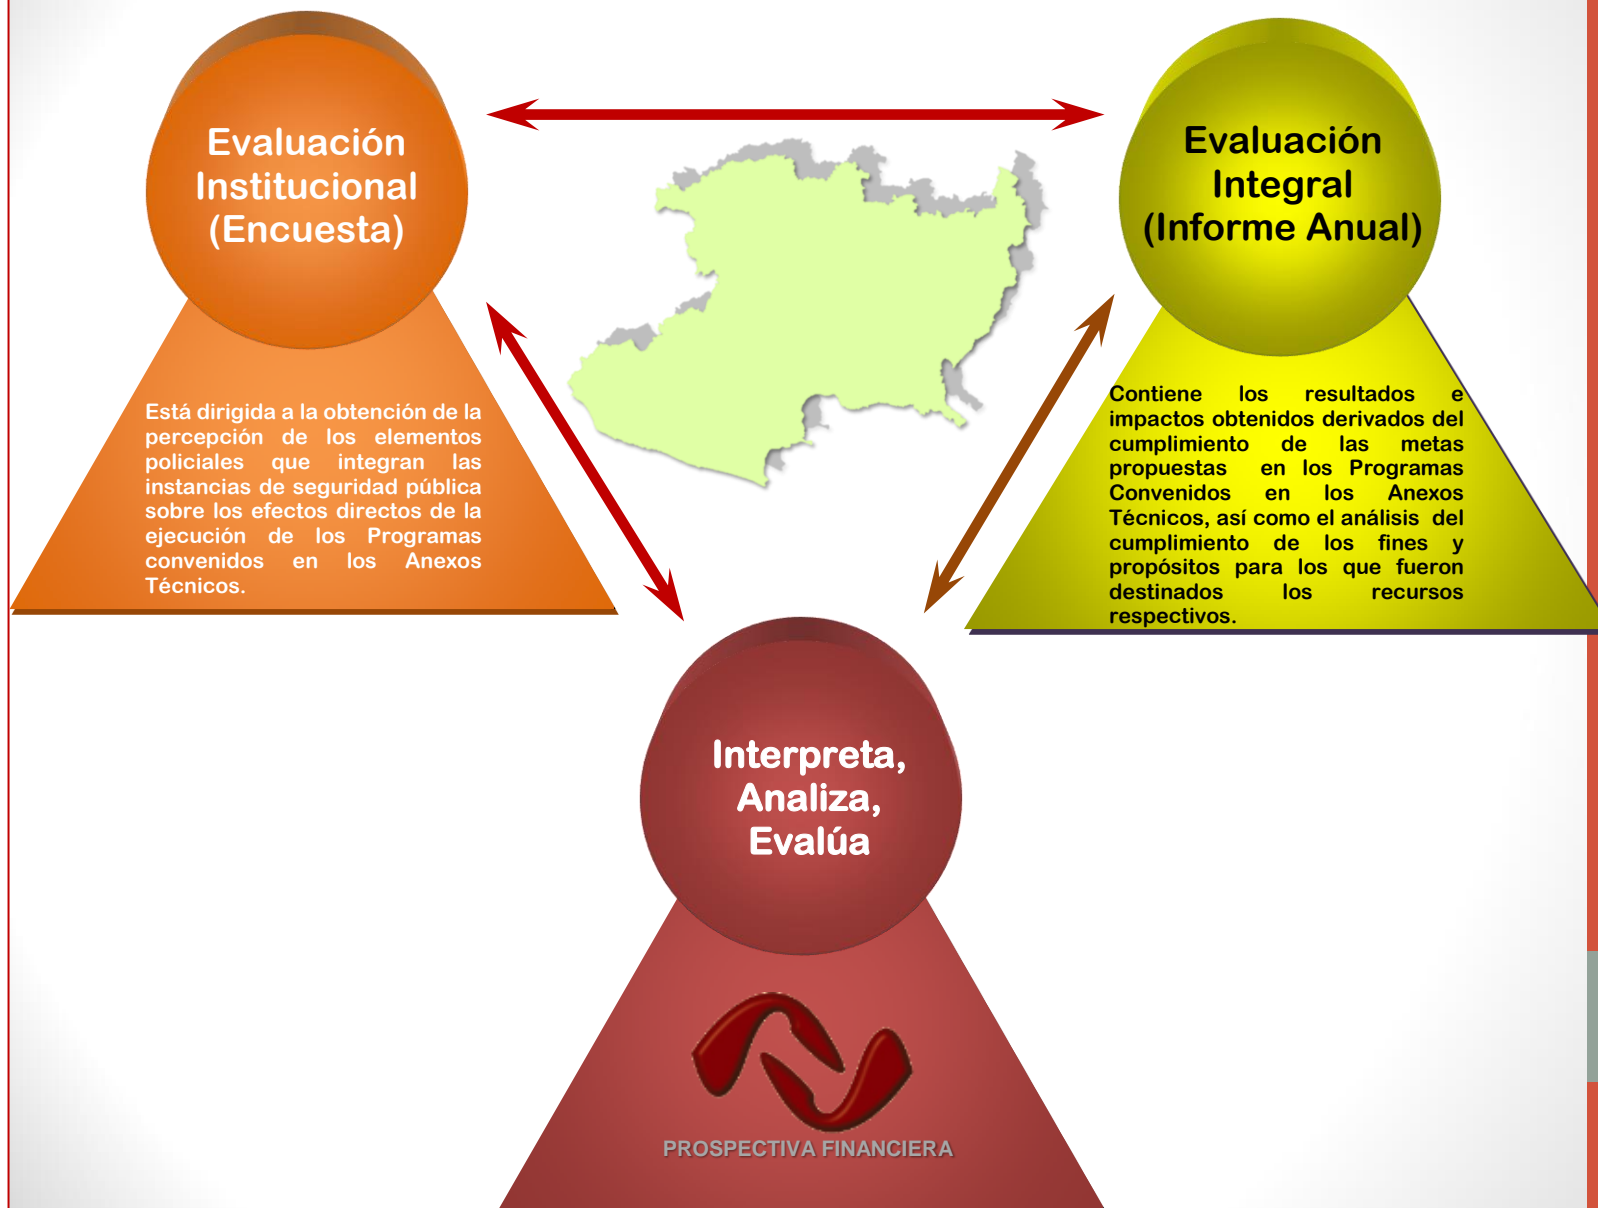 Evaluación
Institucional
(Encuesta)
Está dirigida a la obtención de la
percepción de los elementos
policiales que integran las
instancias de seguridad pública
sobre los efectos directos de la
ejecución de los Programas
convenidos en los Anexos
Técnicos.
Evaluación
Integral
(Informe Anual)
Contiene los resultados e
impactos obtenidos derivados del
cumplimiento de las metas
propuestas en los Programas
Convenidos en los Anexos
Técnicos, así como el análisis del
cumplimiento de los fines y
propósitos para los que fueron
destinados los recursos
respectivos.
Interpreta,
Analiza,
Evalúa
PROSPECTIVA FINANCIERA